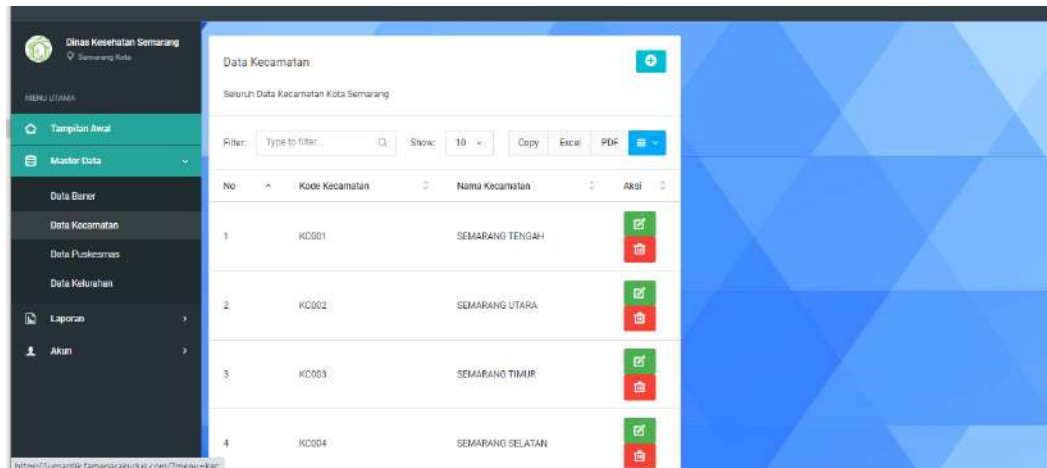 Dinas Kesehatan Semarang
Semarang Kota
MENU UTAMA
Tampilan Awal
Master Data
Data Baner
Data Kecamatan
Data Puskesmas
Data Kelurahan
Laporan
Akun
Data Kecamatan
Seluruh Data Kecamatan Kota Semarang
Filter: Type to filter... Show: 10 Copy Excel PDF
No Kode Kecamatan Nama Kecamatan Aksi
1 KC001 SEMARANG TENGAH
2 KC002 SEMARANG UTARA
3 KC003 SEMARANG TIMUR
4 KC004 SEMARANG SELATAN